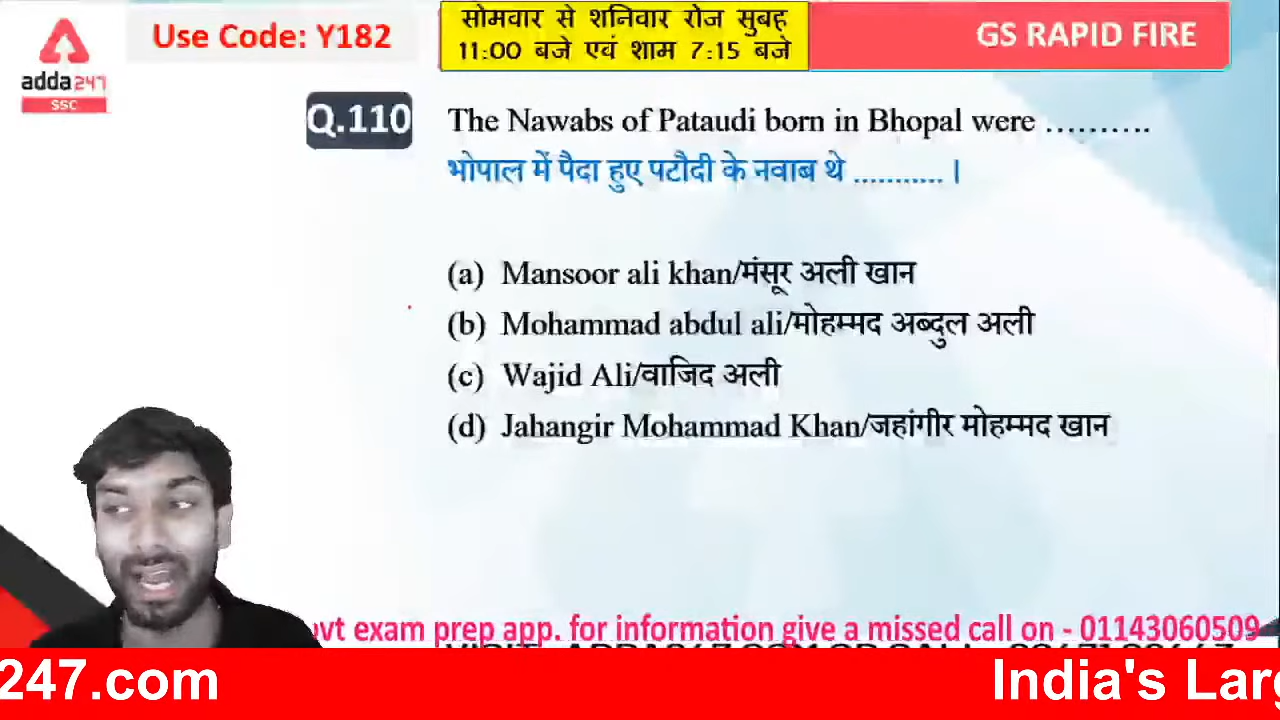 Use Code: Y182
सोमवार से शनिवार रोज सुबह
11:00 बजे एवं शाम 7:15 बजे
GS RAPID FIRE
adda247
SSC
Q.110
The Nawabs of Pataudi born in Bhopal were ……….
भोपाल में पैदा हुए पटौदी के नवाब थे ........... ।
(a) Mansoor ali khan/मंसूर अली खान
(b) Mohammad abdul ali/मोहम्मद अब्दुल अली
(c) Wajid Ali/वाजिद अली
(d) Jahangir Mohammad Khan/जहांगीर मोहम्मद खान
ovt exam prep app. for information give a missed call on - 01143060509
247.com
India's Larg